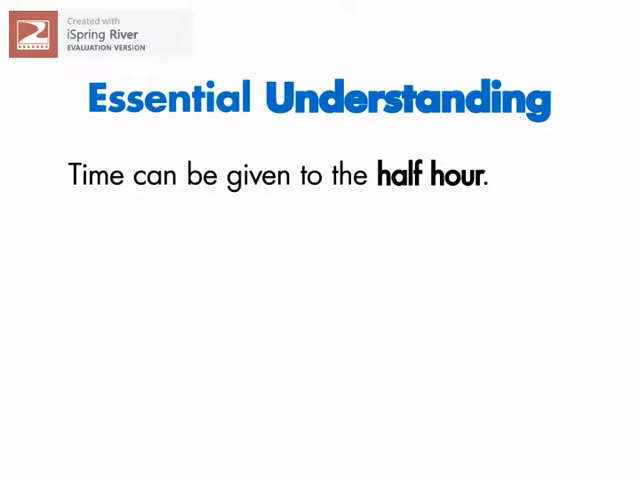 Created with
iSpring River
EVALUATION VERSION
Essential Understanding
Time can be given to the half hour.